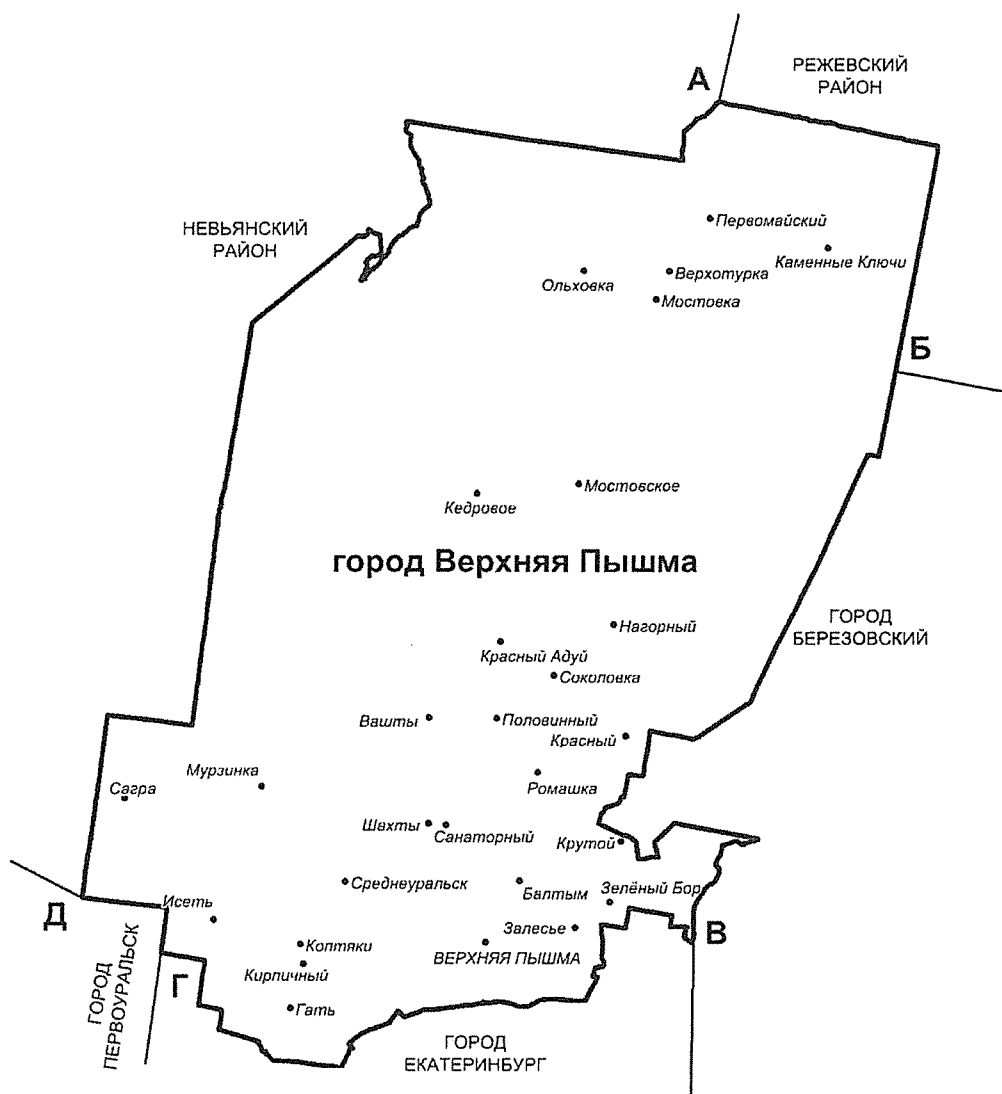 А
РЕЖЕВСКИЙ
РАЙОН
НЕВЬЯНСКИЙ
РАЙОН
Первомайский
Каменные Ключи
Верхотурка
Ольховка
Мостовка
Б
Мостовское
Кедровое
город Верхняя Пышма
Нагорный
ГОРОД
БЕРЕЗОВСКИЙ
Красный Адуй
Соколовка
Вашты
Половинный
Красный
Мурзинка
Сагра
Ромашка
Шахты
Санаторный
Крутой
Среднеуральск
Балтым
Зелёный Бор
Д
Исеть
Залесье
В
Коптяки
ВЕРХНЯЯ ПЫШМА
Кирпичный
Г
ГОРОД
ПЕРВОУРАЛЬСК
Гать
ГОРОД
ЕКАТЕРИНБУРГ